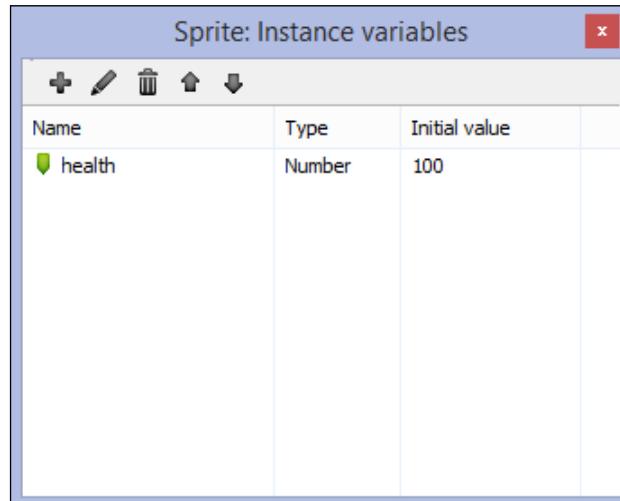 Sprite: Instance variables
x
Name Type Initial value
health Number 100